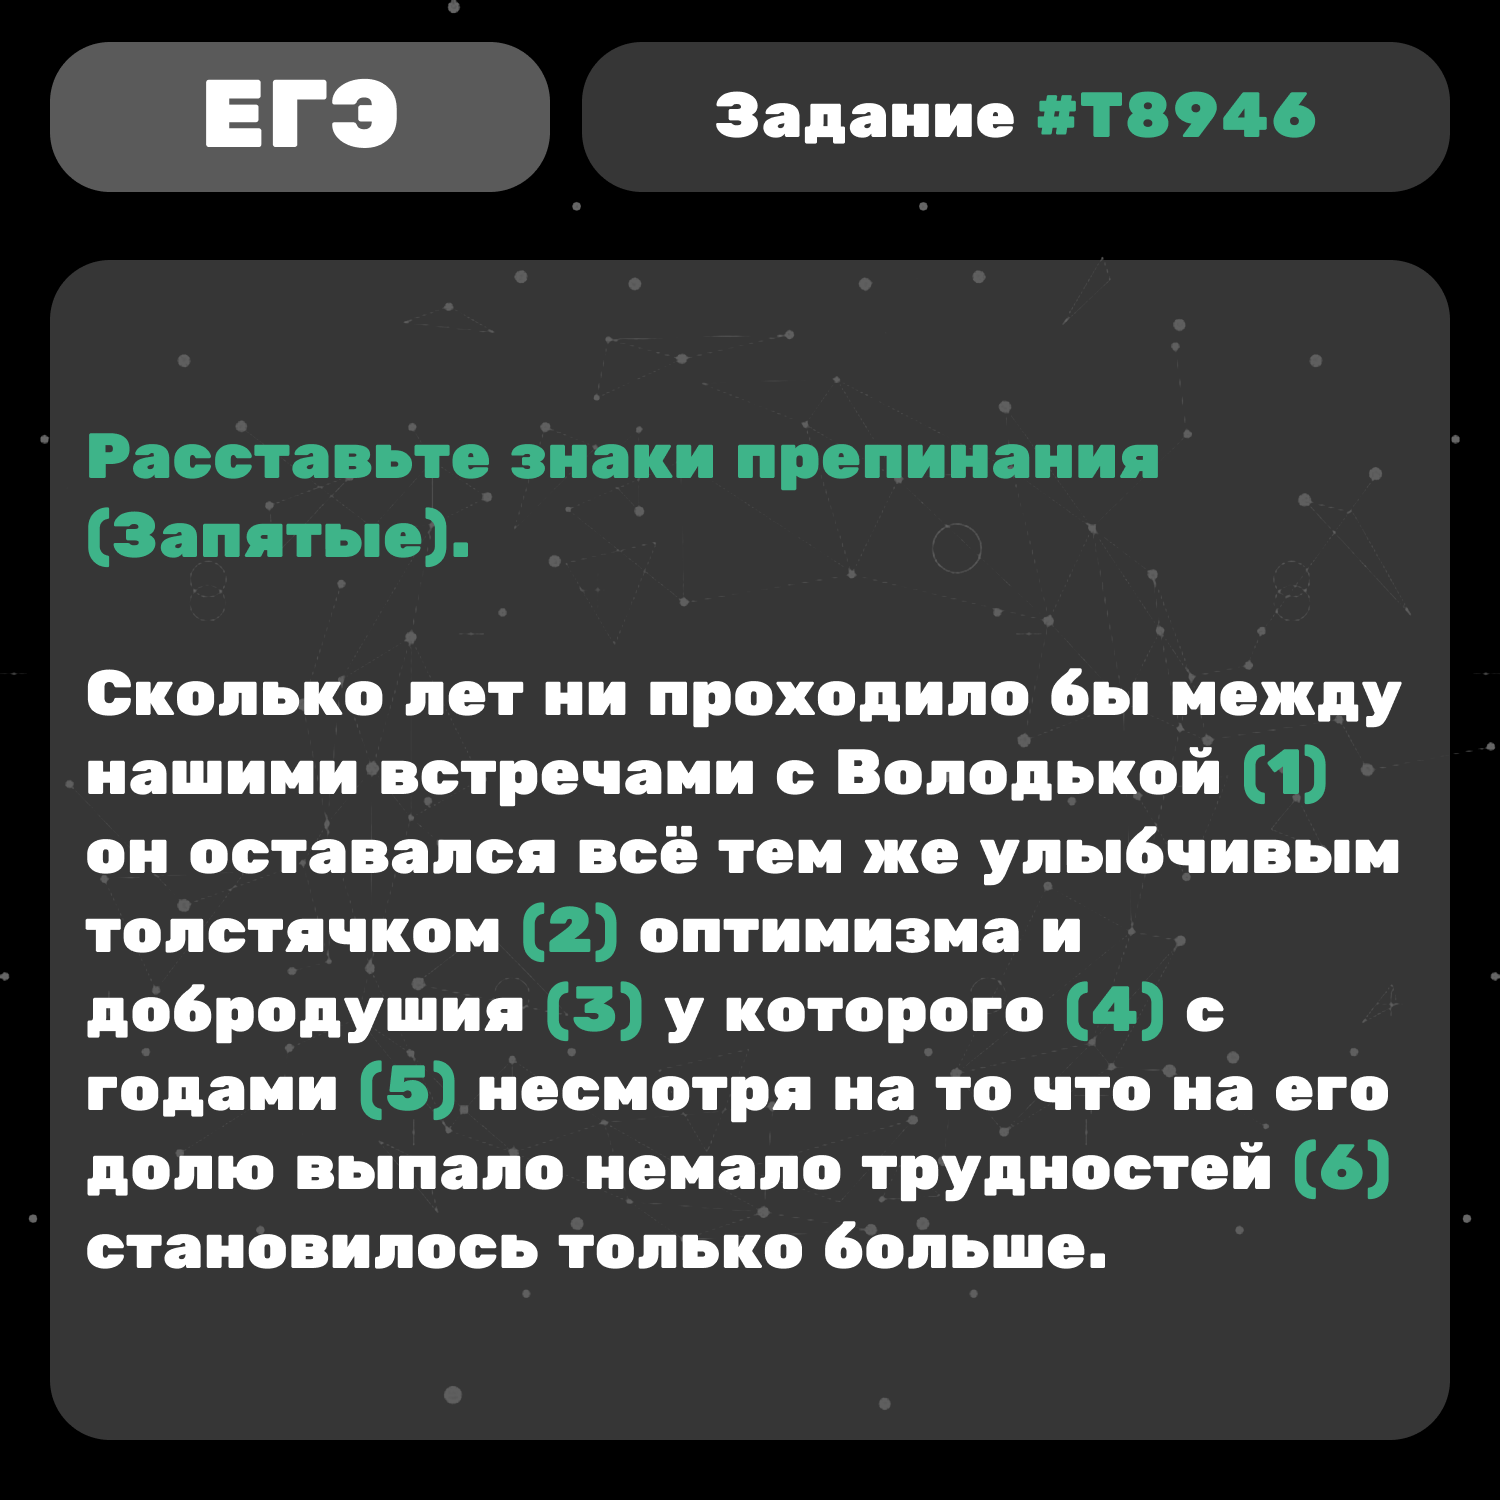 ЕГЭ
Задание #T8946
Расставьте знаки препинания
(Запятые).
Сколько лет ни проходило бы между
нашими встречами с Володькой (1)
он оставался всё тем же улыбчивым
толстячком (2) оптимизма и
добродушия (3) у которого (4) с
годами (5) несмотря на то что на его
долю выпало немало трудностей (6)
становилось только больше.